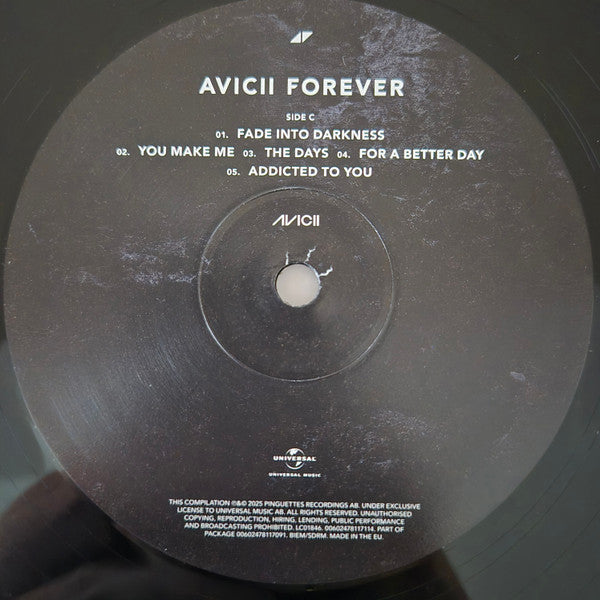 AVICII FOREVER
SIDE C
01. FADE INTO DARKNESS
02. YOU MAKE ME 03. THE DAYS 04. FOR A BETTER DAY
05. ADDICTED TO YOU
AVICII
UNIVERSAL
UNIVERSAL MUSIC
THIS COMPILATION ℗&© 2025 PINGUETTES RECORDINGS AB. UNDER EXCLUSIVE
LICENSE TO UNIVERSAL MUSIC AB. ALL RIGHTS RESERVED. UNAUTHORISED
COPYING, REPRODUCTION, HIRING, LENDING, PUBLIC PERFORMANCE
AND BROADCASTING PROHIBITED. LC01846. 00602478117114. PART OF
PACKAGE 00602478117091. BIEM/SDRM. MADE IN THE EU.